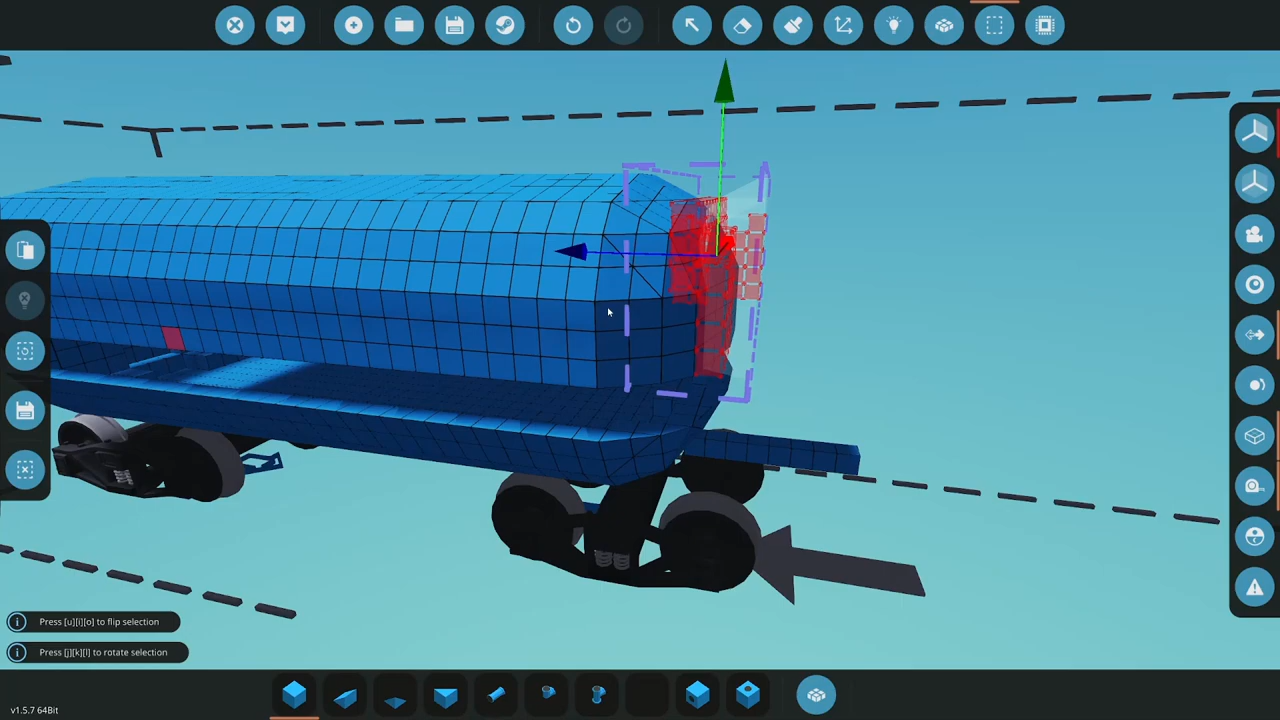 Press [u][i][o] to flip selection
Press [j][k][l] to rotate selection
v1.5.7 64Bit